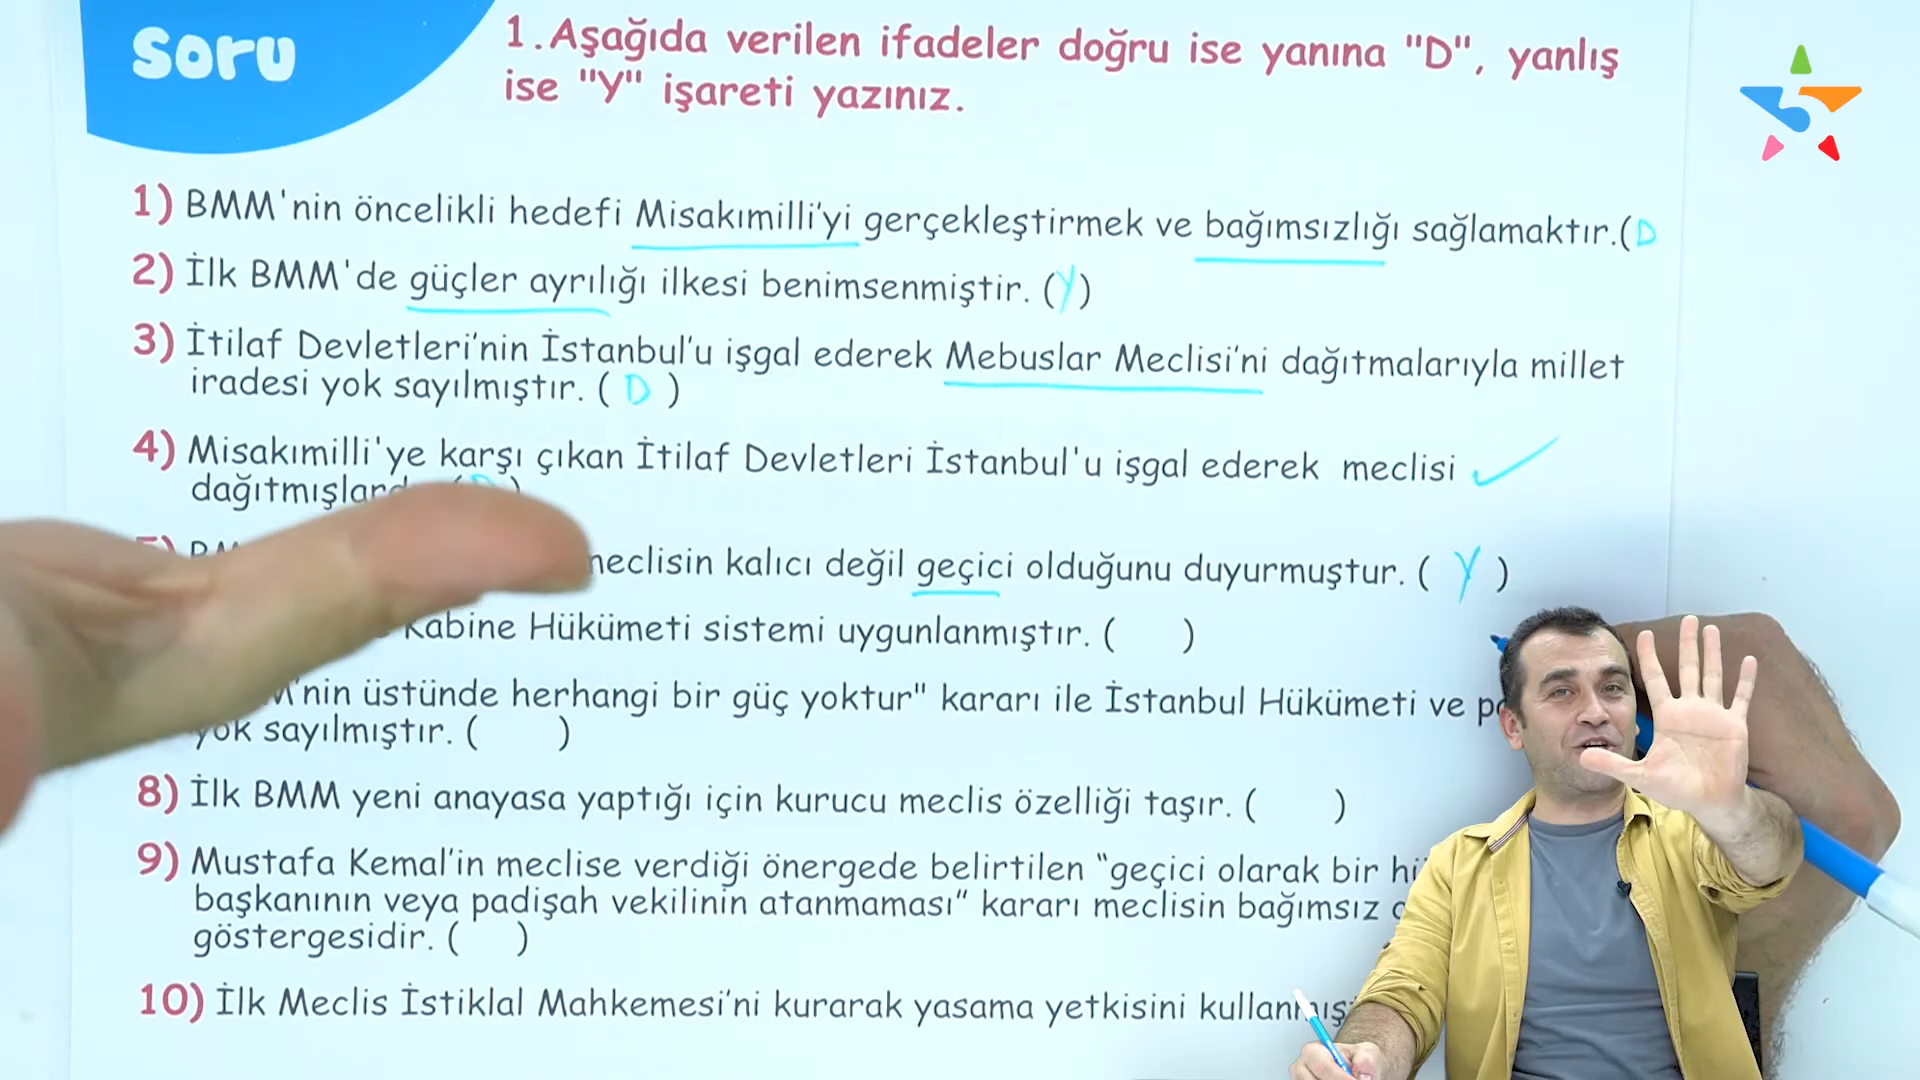 soru
1. Aşağıda verilen ifadeler doğru ise yanına "D", yanlış
ise "Y" işareti yazınız.
1) BMM'nin öncelikli hedefi Misakımilli'yi gerçekleştirmek ve bağımsızlığı sağlamaktır.(D
2) İlk BMM'de güçler ayrılığı ilkesi benimsenmiştir. (Y)
3) İtilaf Devletleri'nin İstanbul'u işgal ederek Mebuslar Meclisi'ni dağıtmalarıyla millet
iradesi yok sayılmıştır. ( D )
4) Misakımilli'ye karşı çıkan İtilaf Devletleri İstanbul'u işgal ederek meclisi
( D )
5) meclisin kalıcı değil geçici olduğunu duyurmuştur. ( Y )
Kabine Hükümeti sistemi uygunlanmıştır. ( )
üstünde herhangi bir güç yoktur" kararı ile İstanbul Hükümeti ve
yok sayılmıştır. ( )
8) İlk BMM yeni anayasa yaptığı için kurucu meclis özelliği taşır. ( )
9) Mustafa Kemal'in meclise verdiği önergede belirtilen "geçici olarak bir
başkanının veya padişah vekilinin atanmaması" kararı meclisin bağımsız
göstergesidir. ( )
10) İlk Meclis İstiklal Mahkemesi'ni kurarak yasama yetkisini
5